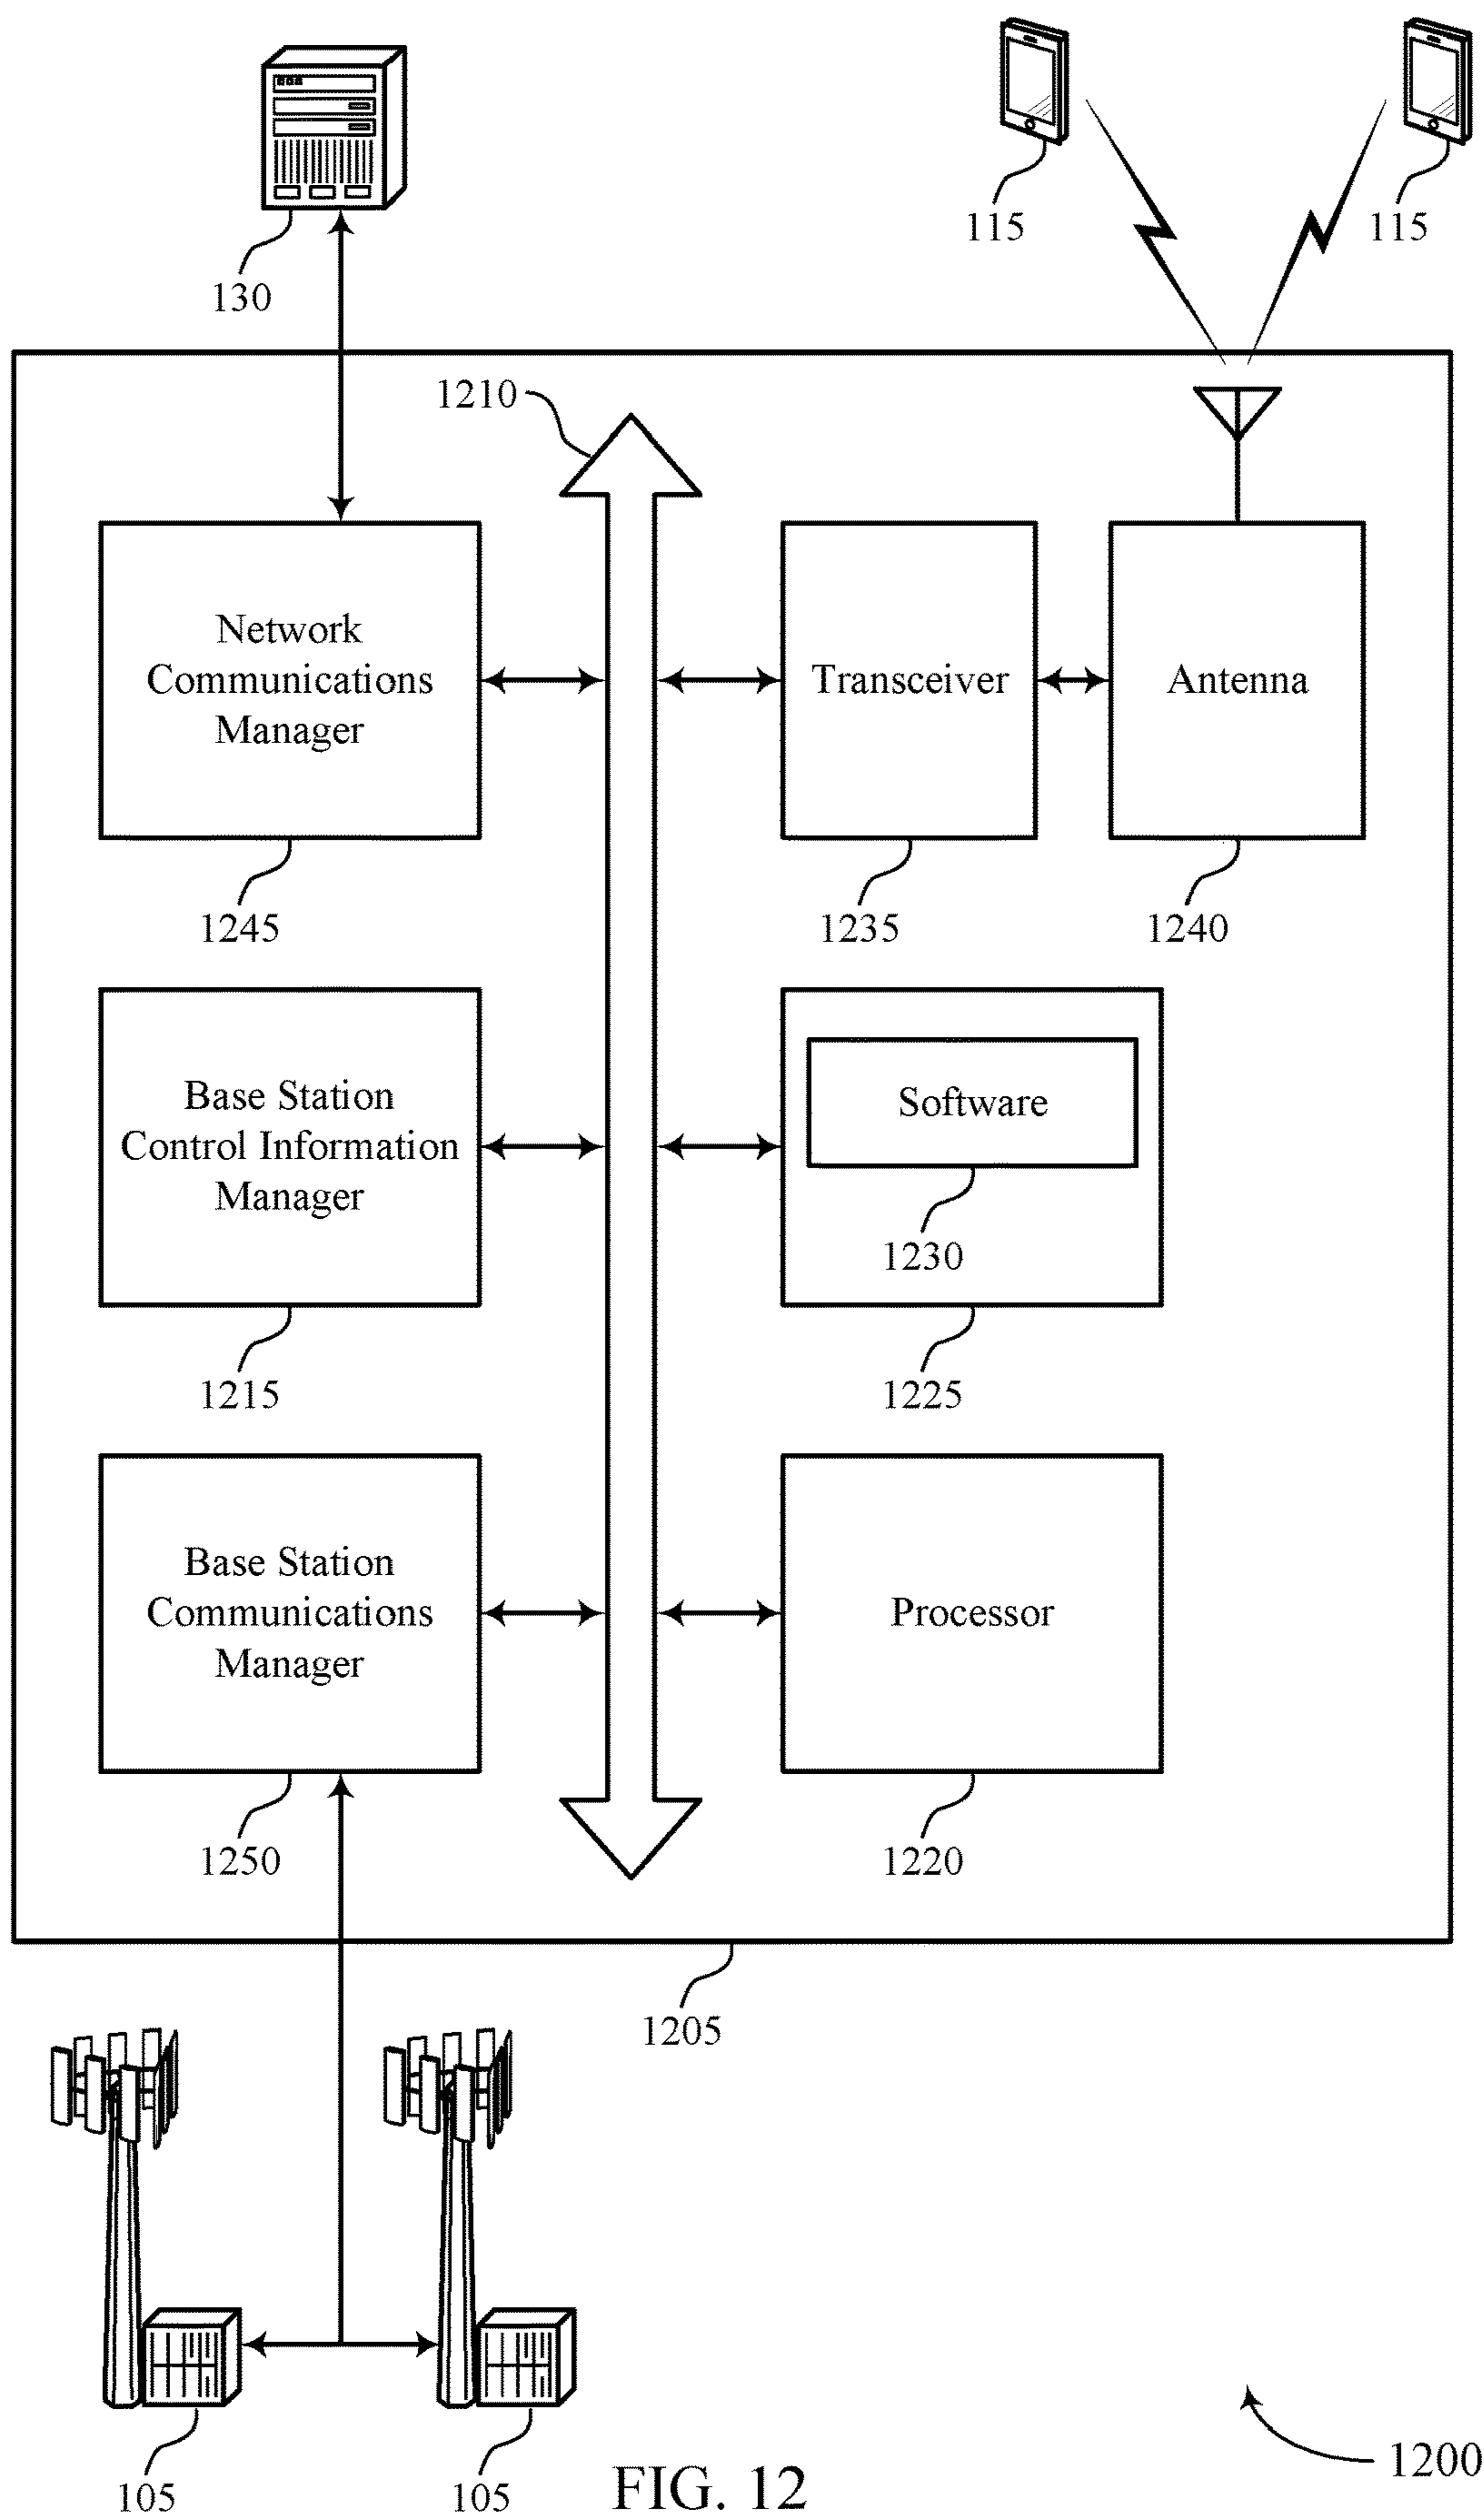 115
115
130
1210
Network
Communications
Manager
Transceiver
Antenna
1245
1235
1240
Base Station
Control Information
Manager
Software
1230
1215
1225
Base Station
Communications
Manager
Processor
1250
1220
1205
105
105
FIG. 12
1200